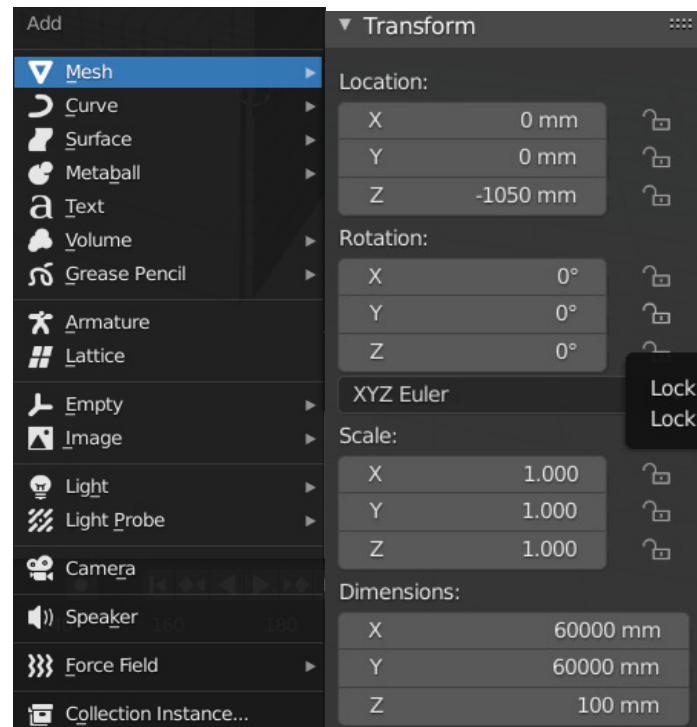 Add
Mesh
Curve
Surface
Metaball
Text
Volume
Grease Pencil
Armature
Lattice
Empty
Image
Light
Light Probe
Camera
160
180
Speaker
Force Field
Collection Instance...
Transform
Location:
X 0 mm
Y 0 mm
Z -1050 mm
Rotation:
X 0°
Y 0°
Z 0°
XYZ Euler
Lock
Lock
Scale:
X 1.000
Y 1.000
Z 1.000
Dimensions:
X 60000 mm
Y 60000 mm
Z 100 mm